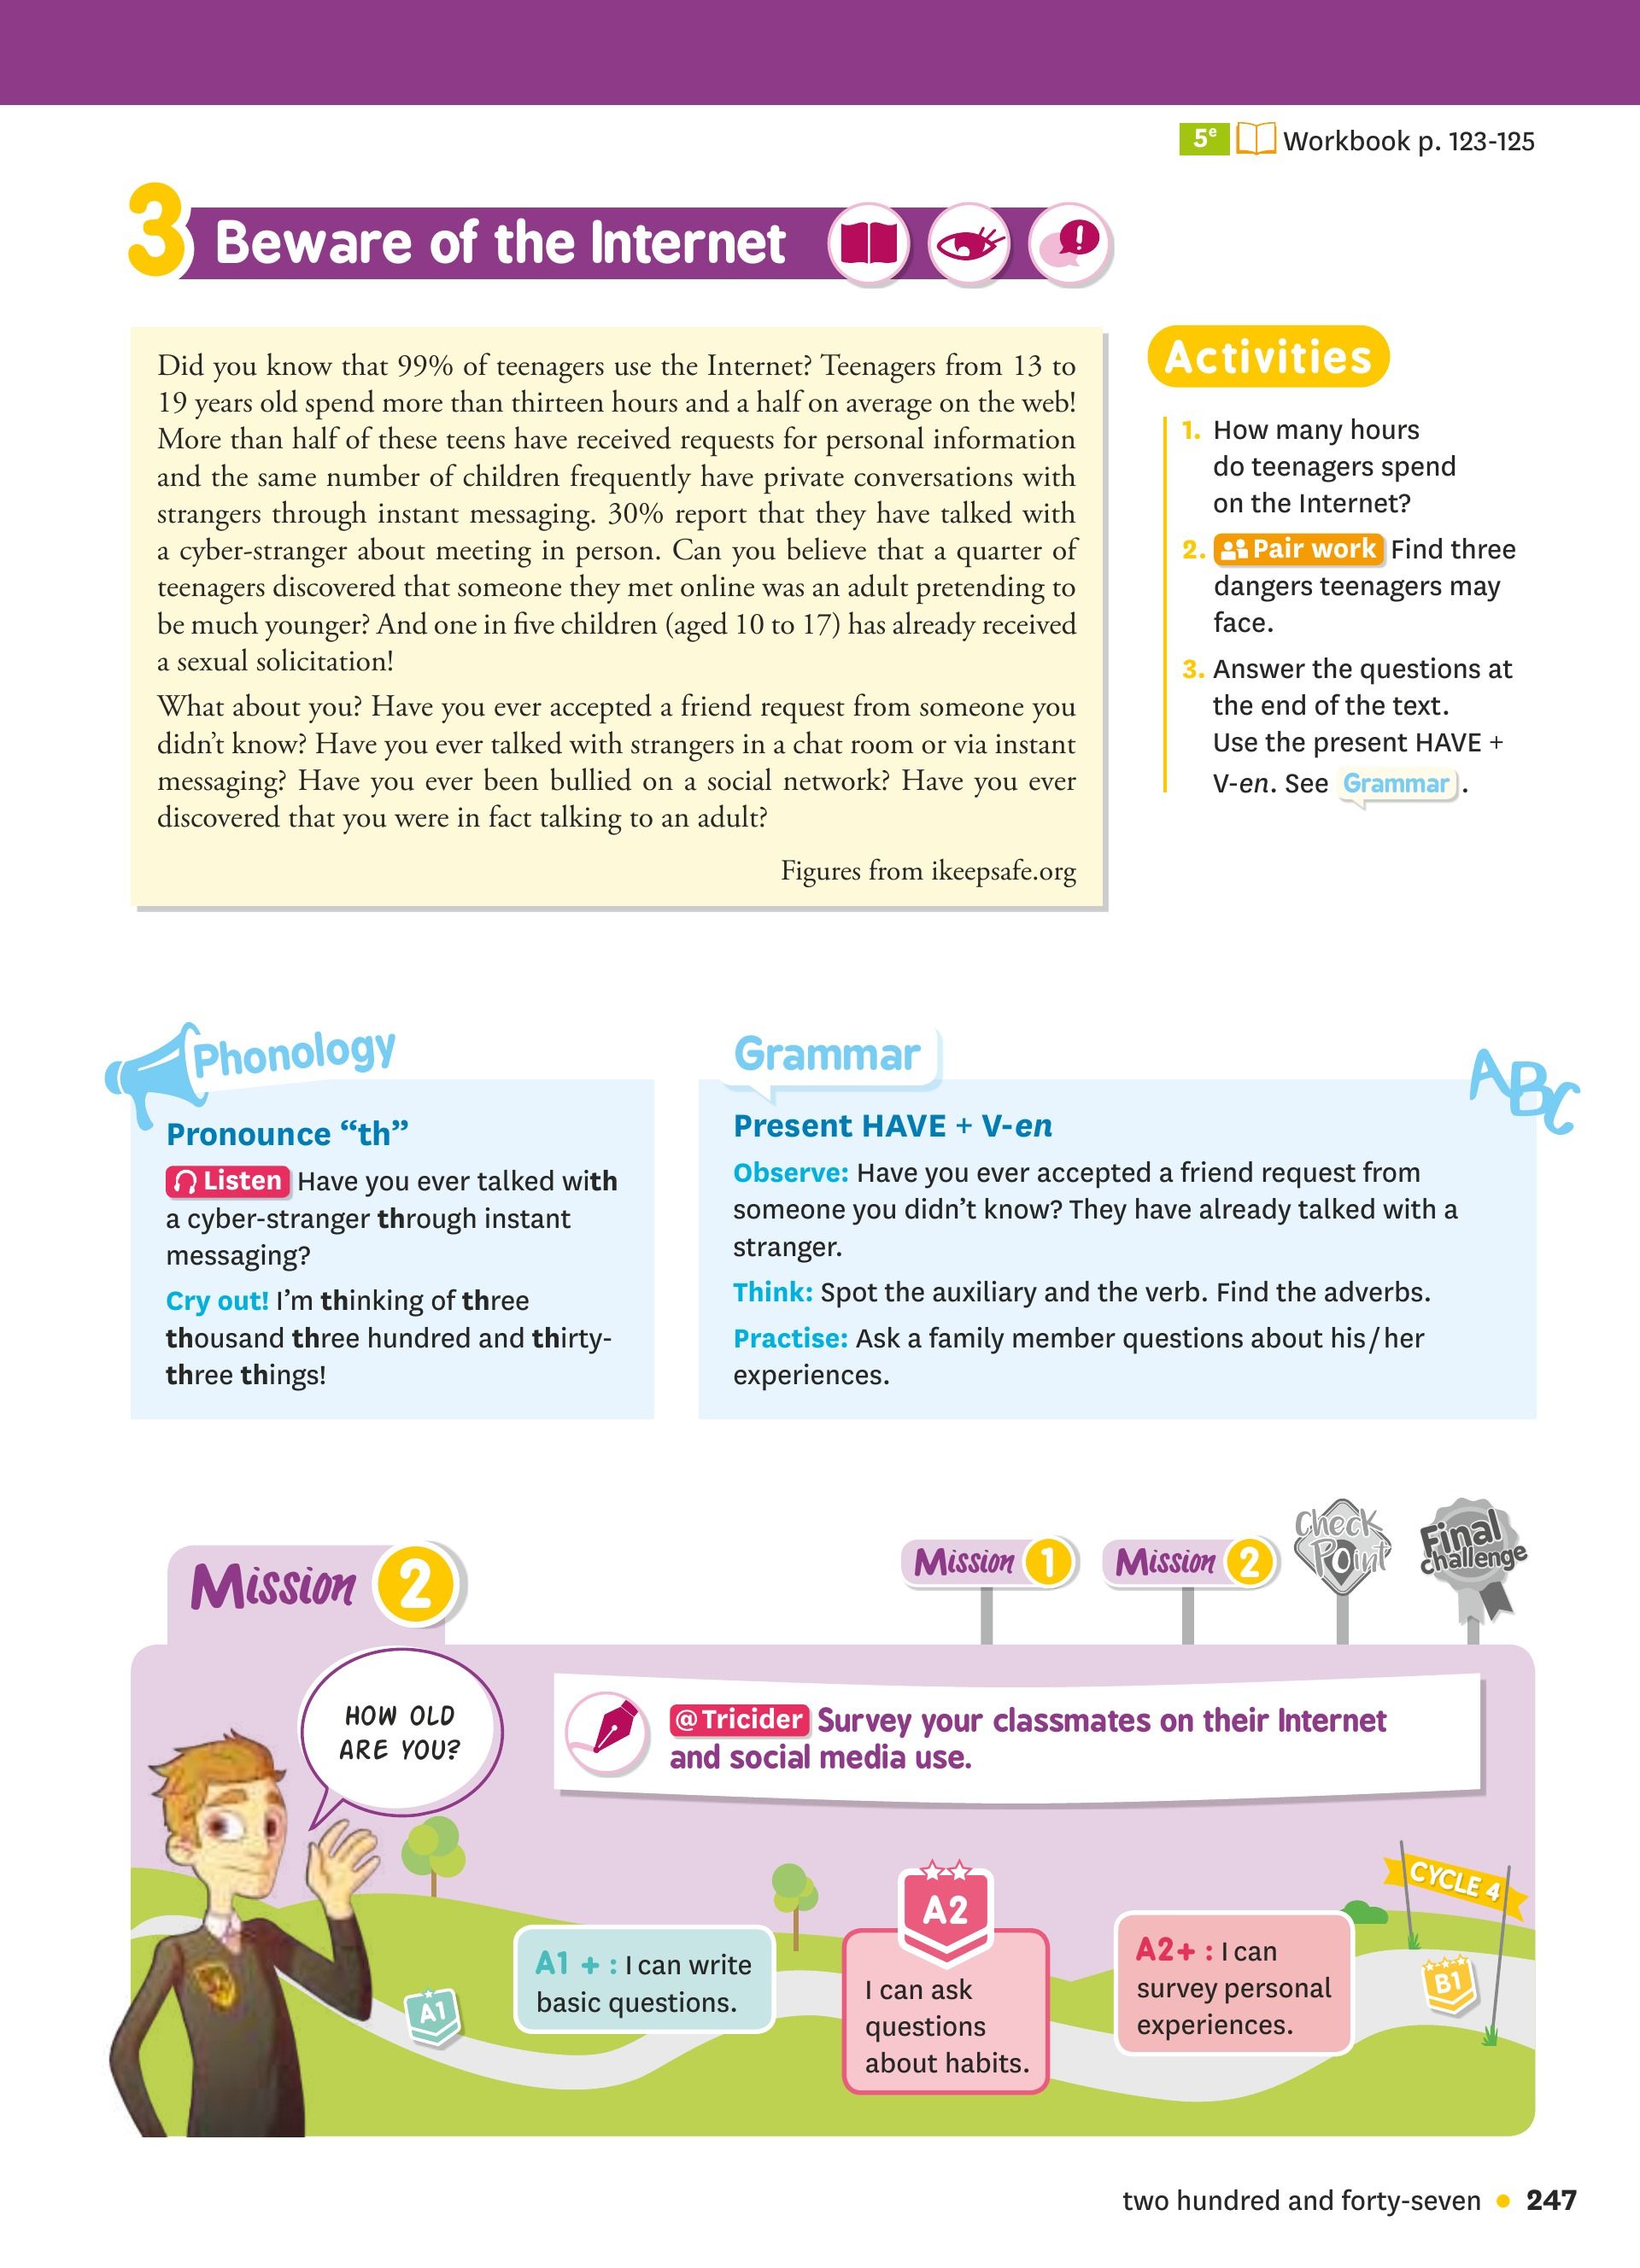 5e Workbook p. 123-125
3 Beware of the Internet
Did you know that 99% of teenagers use the Internet? Teenagers from 13 to
19 years old spend more than thirteen hours and a half on average on the web!
More than half of these teens have received requests for personal information
and the same number of children frequently have private conversations with
strangers through instant messaging. 30% report that they have talked with
a cyber-stranger about meeting in person. Can you believe that a quarter of
teenagers discovered that someone they met online was an adult pretending to
be much younger? And one in five children (aged 10 to 17) has already received
a sexual solicitation!
What about you? Have you ever accepted a friend request from someone you
didn't know? Have you ever talked with strangers in a chat room or via instant
messaging? Have you ever been bullied on a social network? Have you ever
discovered that you were in fact talking to an adult?
Figures from ikeepsafe.org
Activities
1. How many hours
do teenagers spend
on the Internet?
2. Pair work Find three
dangers teenagers may
face.
3. Answer the questions at
the end of the text.
Use the present HAVE +
V-en. See Grammar.
Phonology
Pronounce “th”
Listen Have you ever talked with
a cyber-stranger through instant
messaging?
Cry out! I'm thinking of three
thousand three hundred and thirty-
three things!
Grammar
ABC
Present HAVE + V-en
Observe: Have you ever accepted a friend request from
someone you didn't know? They have already talked with a
stranger.
Think: Spot the auxiliary and the verb. Find the adverbs.
Practise: Ask a family member questions about his/her
experiences.
Mission 2
Mission 1
Mission 2
Check
Point
Final
challenge
HOW OLD
ARE YOU?
@Tricider Survey your classmates on their Internet
and social media use.
A1
A1 + : I can write
basic questions.
A2
I can ask
questions
about habits.
A2+ : I can
survey personal
experiences.
CYCLE 4
B1
two hundred and forty-seven • 247